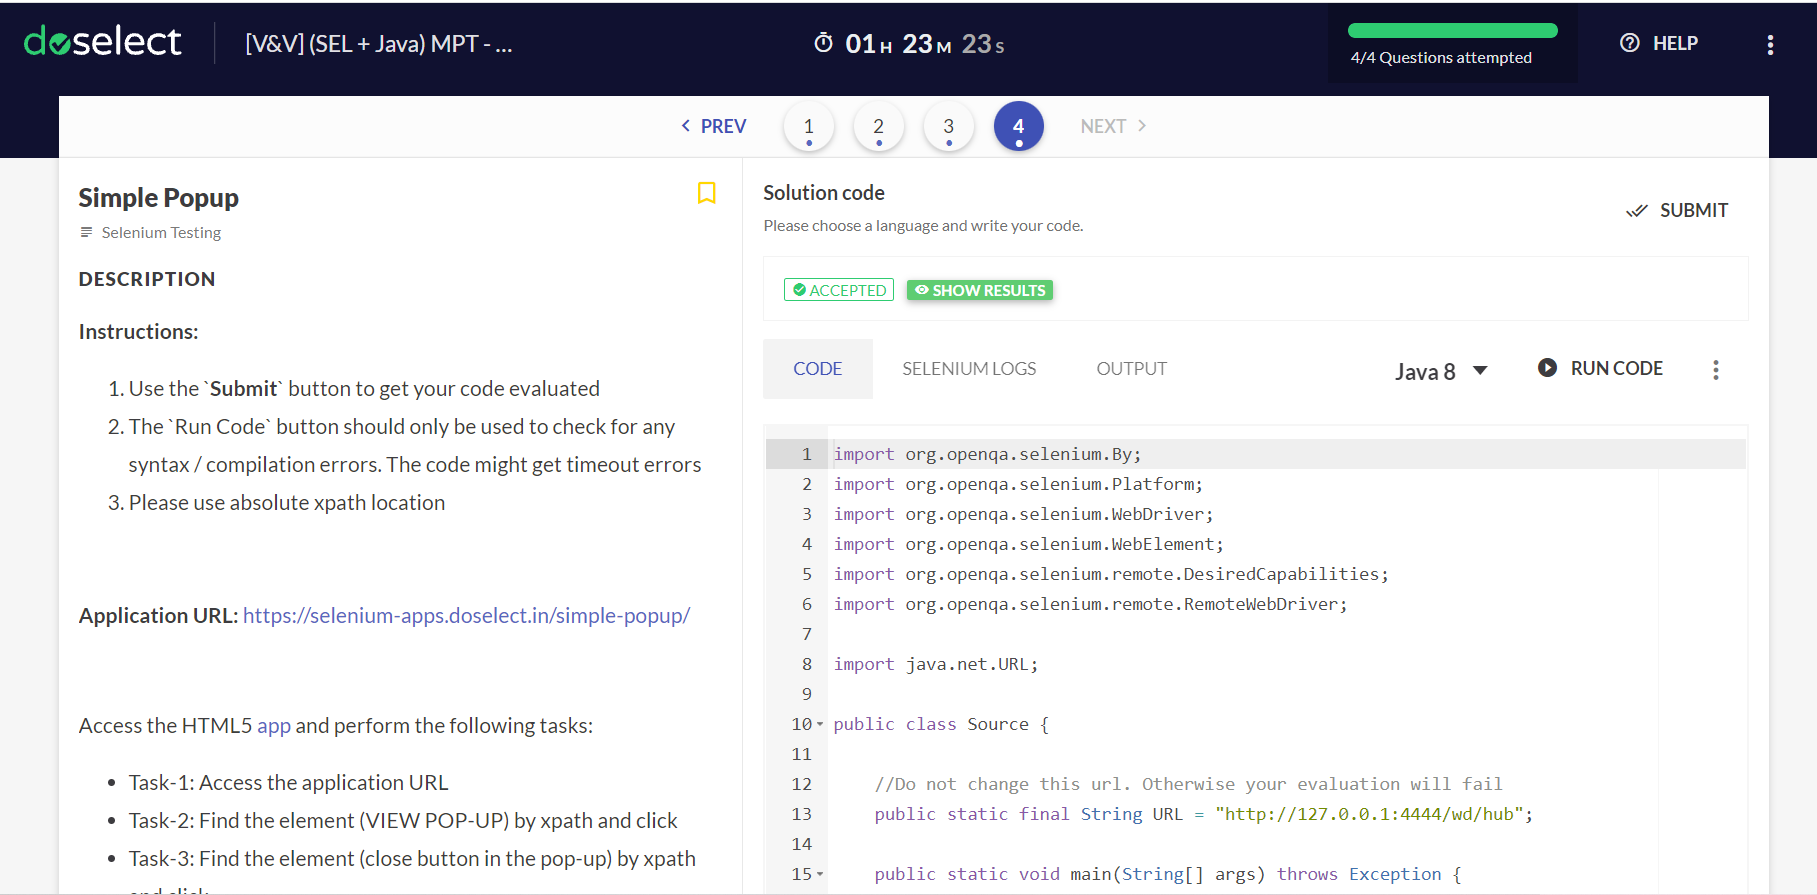 doselect
[V&V] (SEL + Java) MPT - ...
01 H 23 M 23 S
4/4 Questions attempted
HELP
PREV 1 2 3 4 NEXT
Simple Popup
Selenium Testing
DESCRIPTION
Instructions:
1. Use the `Submit` button to get your code evaluated
2. The `Run Code` button should only be used to check for any
syntax / compilation errors. The code might get timeout errors
3. Please use absolute xpath location
Application URL: https://selenium-apps.doselect.in/simple-popup/
Access the HTML5 app and perform the following tasks:
• Task-1: Access the application URL
• Task-2: Find the element (VIEW POP-UP) by xpath and click
• Task-3: Find the element (close button in the pop-up) by xpath
and click
Solution code
Please choose a language and write your code.
SUBMIT
ACCEPTED SHOW RESULTS
CODE SELENIUM LOGS OUTPUT Java 8 RUN CODE
1 import org.openqa.selenium.By;
2 import org.openqa.selenium.Platform;
3 import org.openqa.selenium.WebDriver;
4 import org.openqa.selenium.WebElement;
5 import org.openqa.selenium.remote.DesiredCapabilities;
6 import org.openqa.selenium.remote.RemoteWebDriver;
7
8 import java.net.URL;
9
10 public class Source {
11
12 //Do not change this url. Otherwise your evaluation will fail
13 public static final String URL = "http://127.0.0.1:4444/wd/hub";
14
15 public static void main(String[] args) throws Exception {